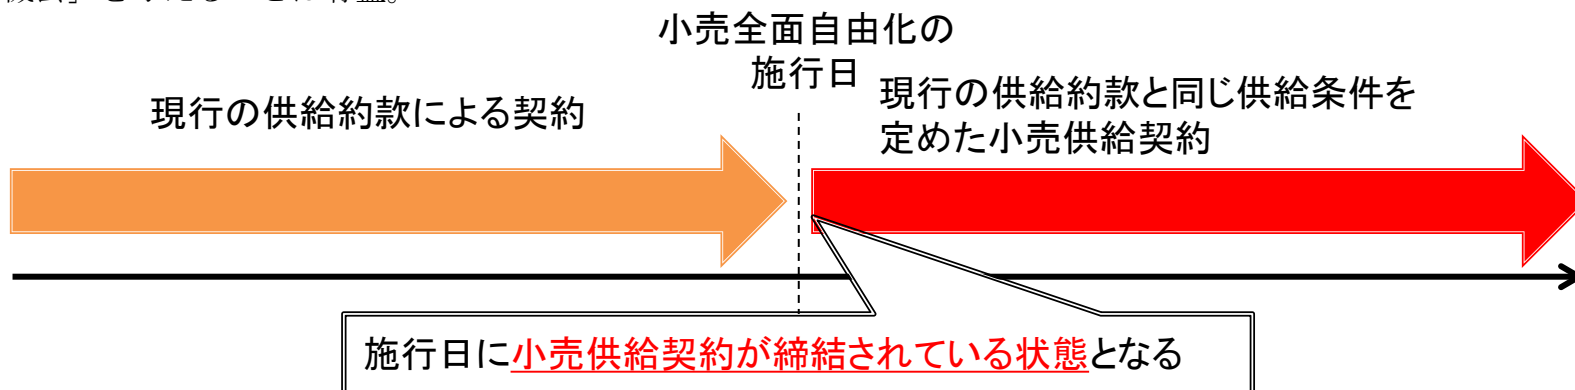 小売全面自由化の
施行日
現行の供給約款による契約
現行の供給約款と同じ供給条件を
定めた小売供給契約
施行日に小売供給契約が締結されている状態となる